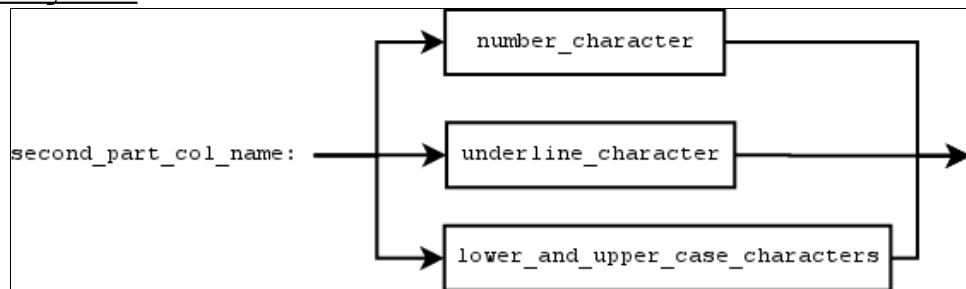 number_character
second_part_col_name:
underline_character
lower_and_upper_case_characters